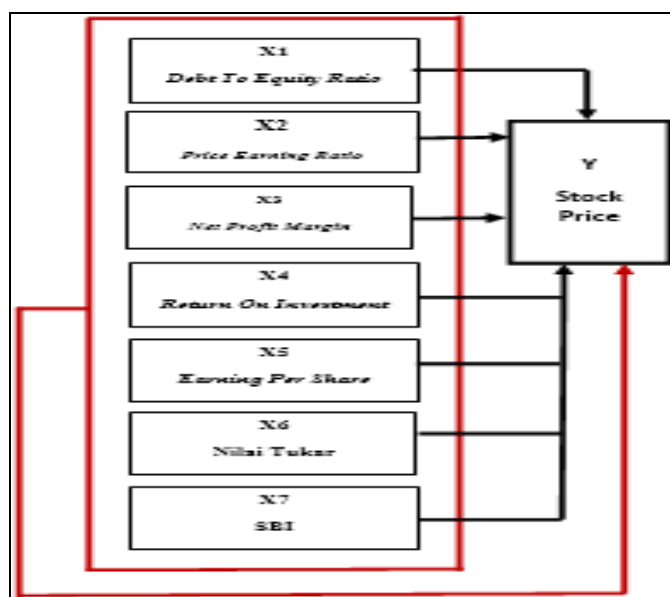 X1
Debt To Equity Ratio
X2
Price Earning Ratio
X3
Net Profit Margin
X4
Return On Investment
X5
Earning Per Share
X6
Nilai Tukar
X7
SBI
Y
Stock
Price